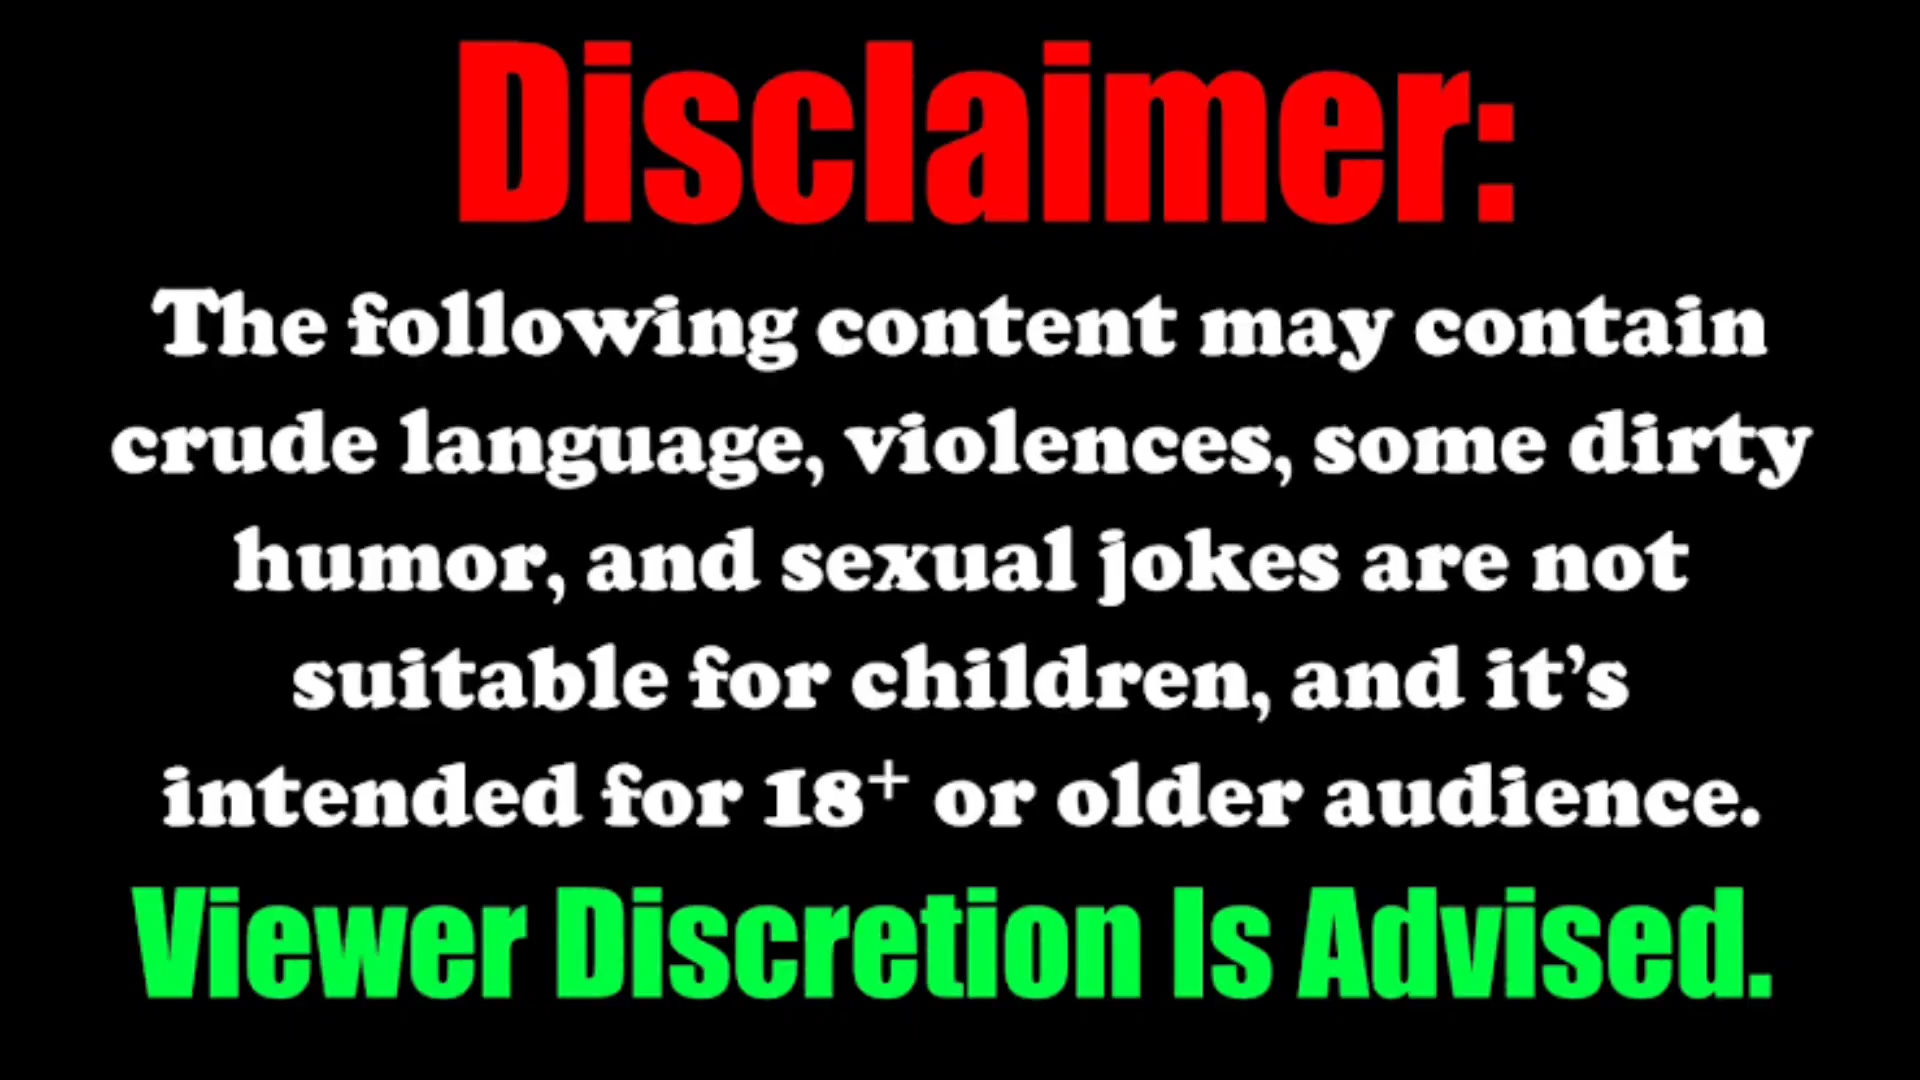 Disclaimer:
The following content may contain
crude language, violences, some dirty
humor, and sexual jokes are not
suitable for children, and it’s
intended for 18+ or older audience.
Viewer Discretion Is Advised.